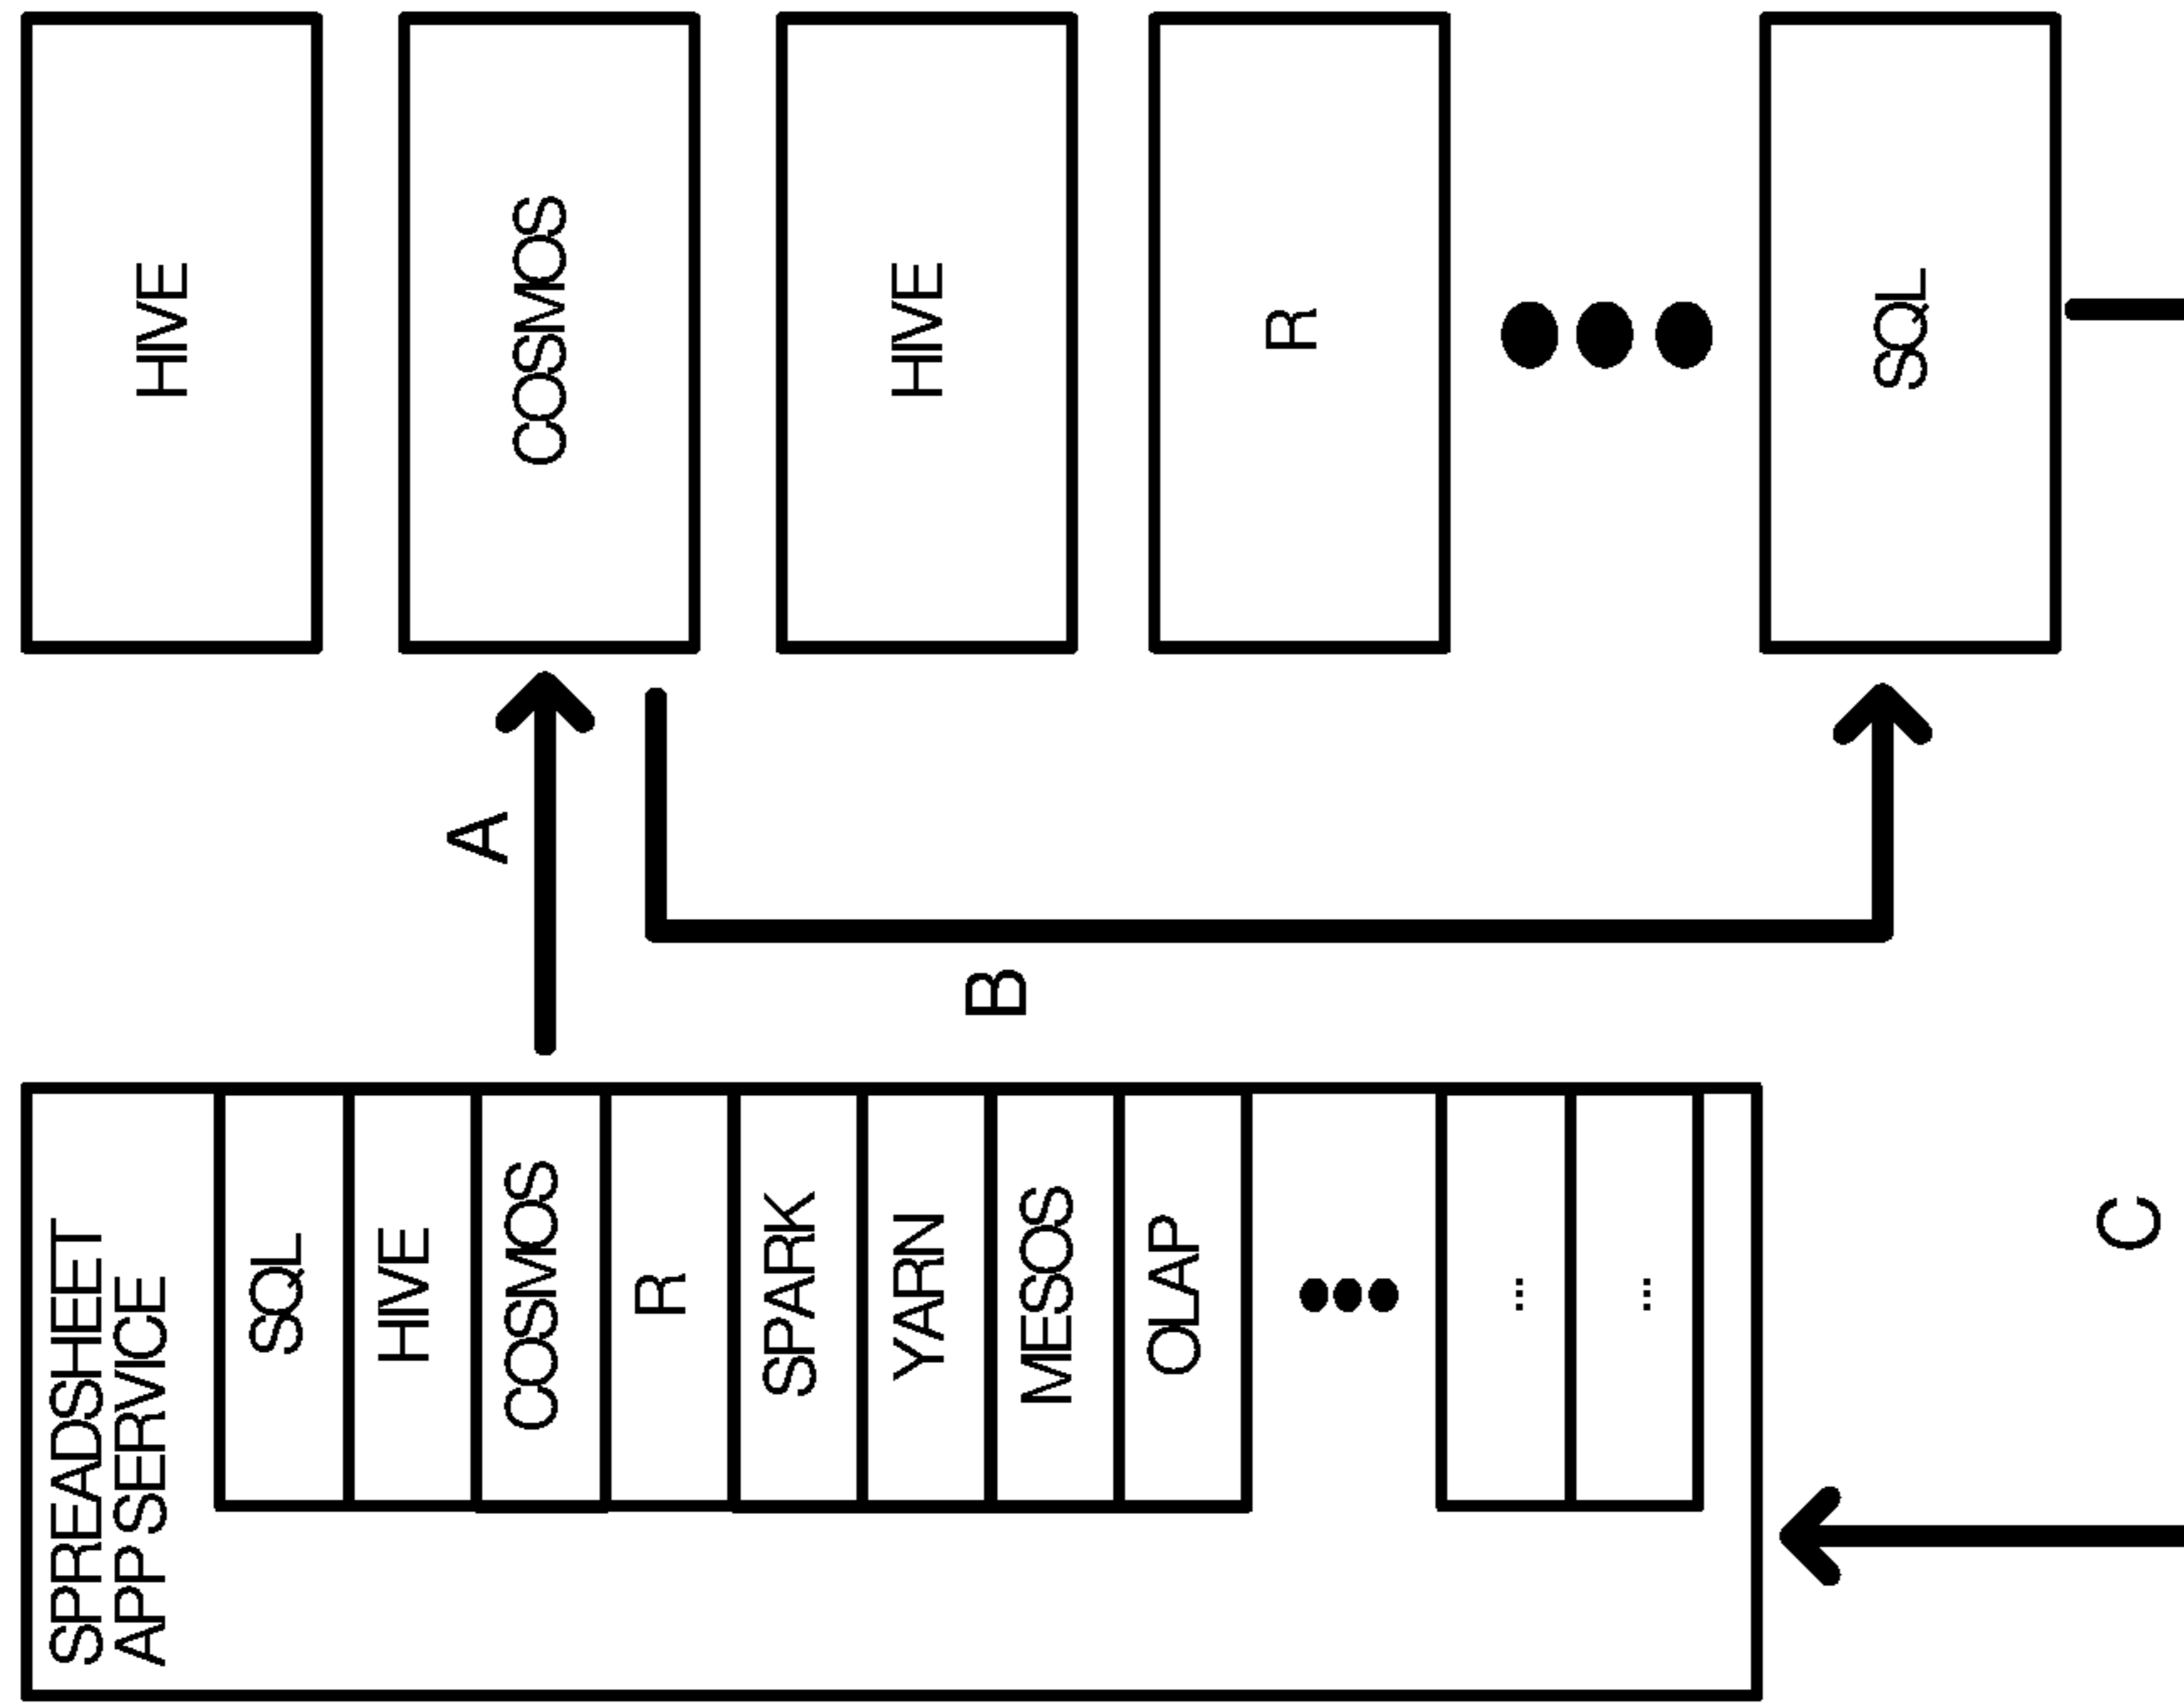 SPREADSHEET
APP SERVICE
SQL
HIVE
COSMOS
R
SPARK
YARN
MESOS
OLAP
...
...
A
B
C
HIVE
COSMOS
HIVE
R
SQL